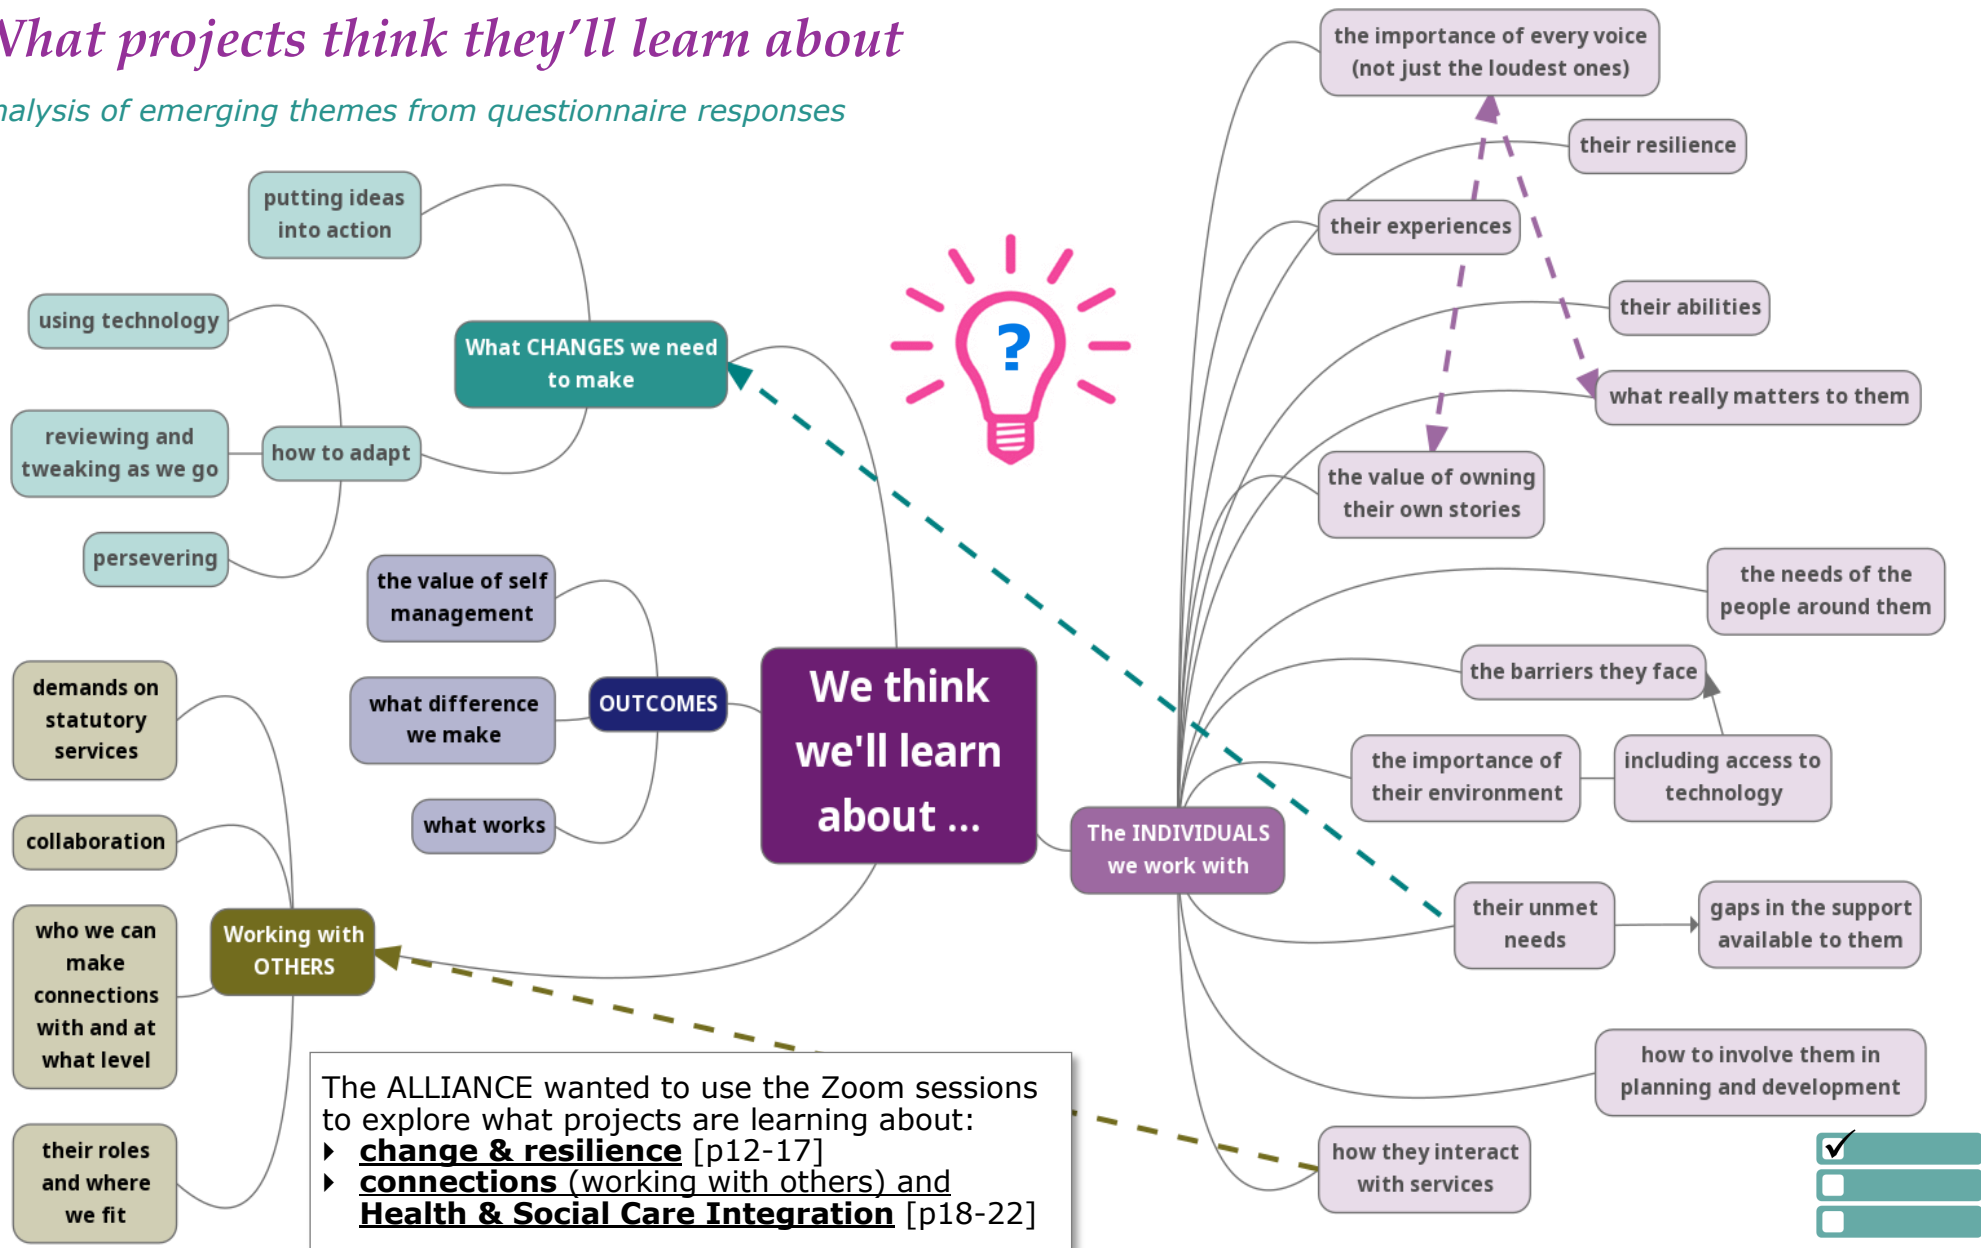 What projects think they'll learn about
nalysis of emerging themes from questionnaire responses
putting ideas
into action
using technology
What CHANGES we need
to make
reviewing and
tweaking as we go
how to adapt
persevering
the value of self
management
what difference
we make
OUTCOMES
what works
demands on
statutory
services
collaboration
who we can
make
connections
with and at
what level
their roles
and where
we fit
Working with
OTHERS
We think
we'll learn
about ...
?
The INDIVIDUALS
we work with
the importance of every voice
(not just the loudest ones)
their resilience
their experiences
their abilities
what really matters to them
the value of owning
their own stories
the needs of the
people around them
the barriers they face
the importance of
their environment
including access to
technology
their unmet
needs
gaps in the support
available to them
how to involve them in
planning and development
how they interact
with services
The ALLIANCE wanted to use the Zoom sessions
to explore what projects are learning about:
change & resilience [p12-17]
connections (working with others) and
Health & Social Care Integration [p18-22]